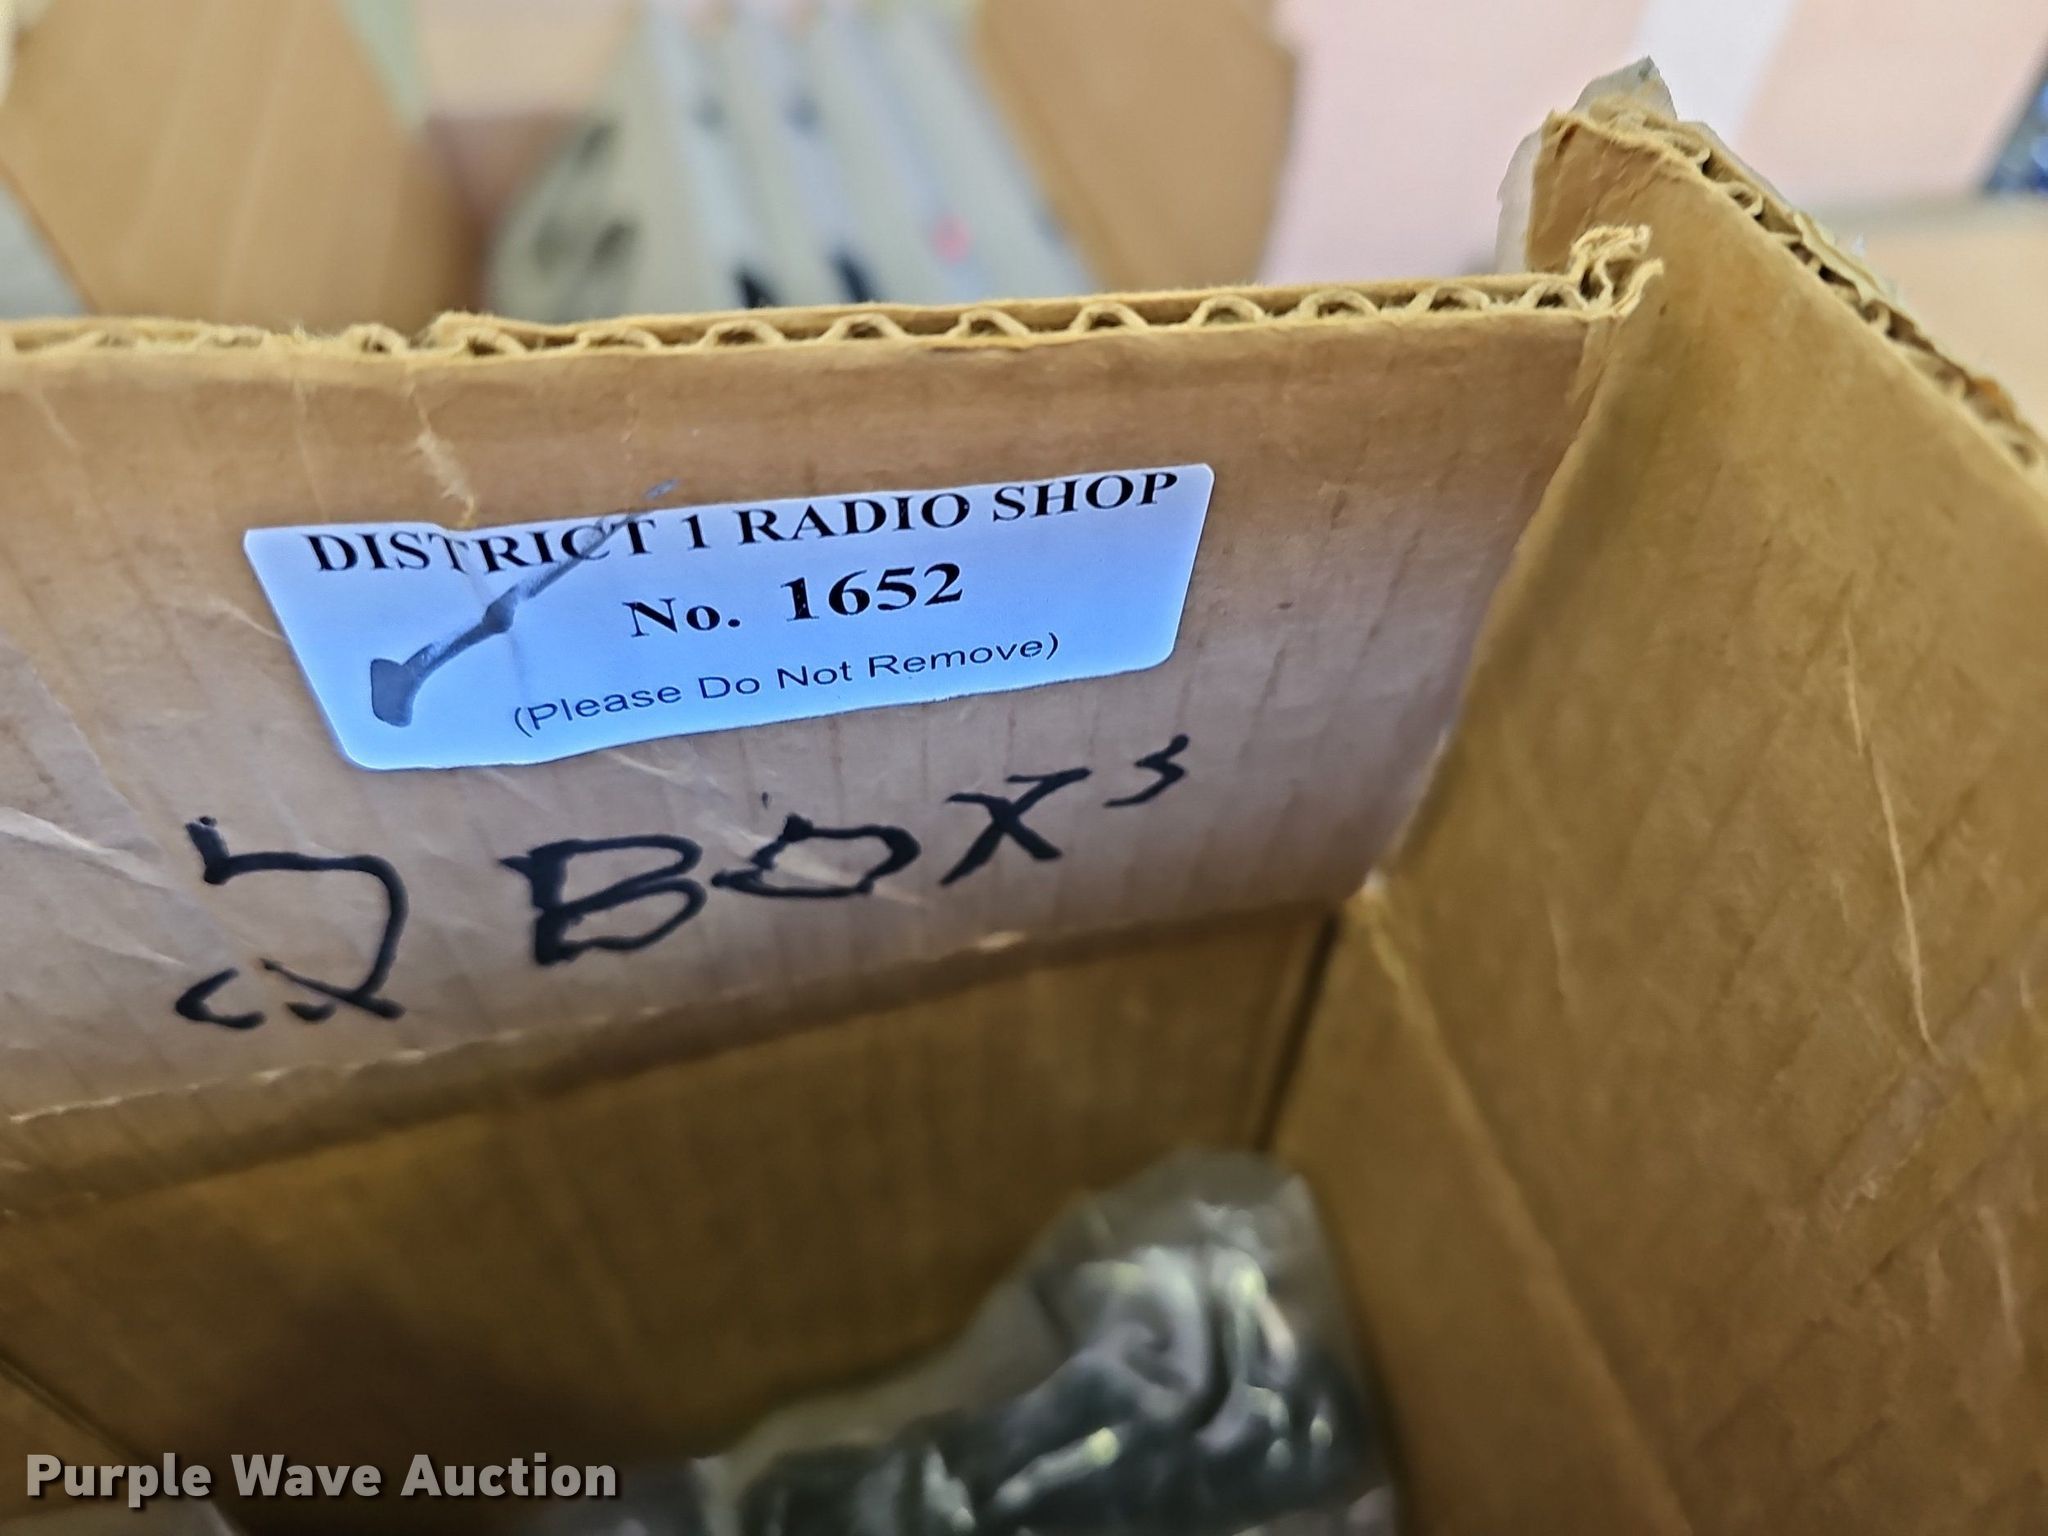 DISTRICT 1 RADIO SHOP
No. 1652
(Please Do Not Remove)
2 BOX's
Purple Wave Auction